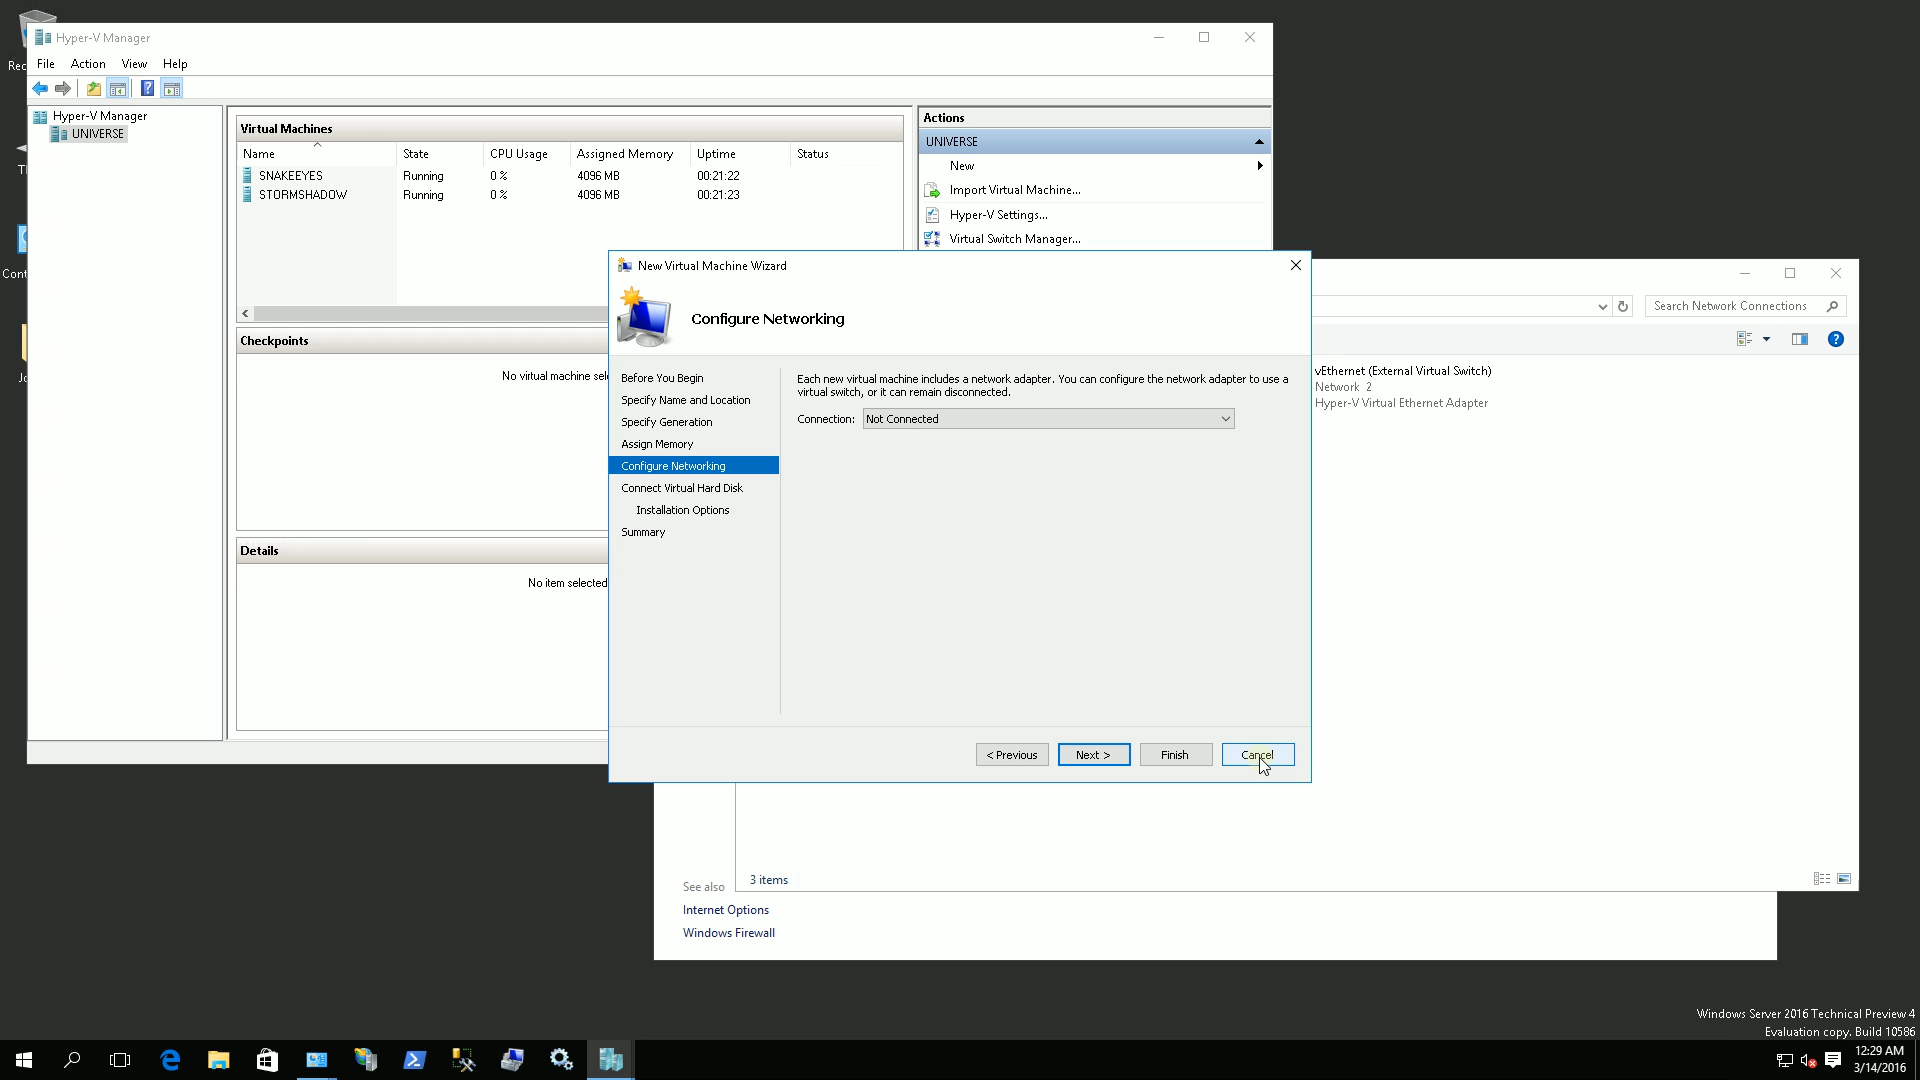 Rec
Hyper-V Manager
File Action View Help
Hyper-V Manager
UNIVERSE
Virtual Machines
Name State CPU Usage Assigned Memory Uptime Status
SNAKEEYES Running 0 % 4096 MB 00:21:22
STORMSHADOW Running 0 % 4096 MB 00:21:23
Checkpoints
No virtual machine sele
Details
No item selected
Actions
UNIVERSE
New
Import Virtual Machine...
Hyper-V Settings...
Virtual Switch Manager...
New Virtual Machine Wizard
Configure Networking
Before You Begin
Specify Name and Location
Specify Generation
Assign Memory
Configure Networking
Connect Virtual Hard Disk
Installation Options
Summary
Each new virtual machine includes a network adapter. You can configure the network adapter to use a
virtual switch, or it can remain disconnected.
Connection: Not Connected
< Previous Next > Finish Cancel
Search Network Connections
vEthernet (External Virtual Switch)
Network 2
Hyper-V Virtual Ethernet Adapter
3 items
See also
Internet Options
Windows Firewall
Windows Server 2016 Technical Preview 4
Evaluation copy. Build 10586
12:29 AM
3/14/2016